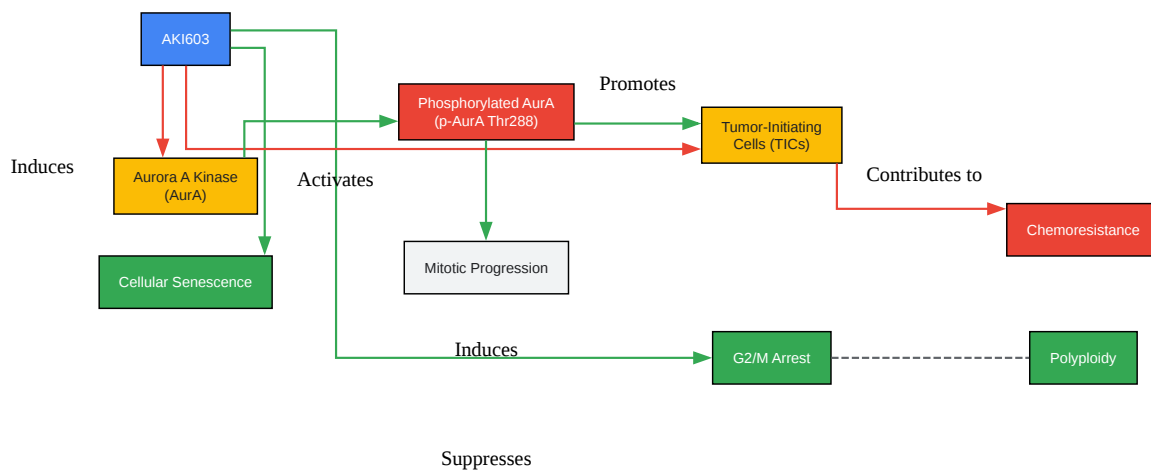 AKI603
Promotes
Phosphorylated AurA
(p-AurA Thr288)
Tumor-Initiating
Cells (TICs)
Induces
Aurora A Kinase
(AurA)
Activates
Contributes to
Chemoresistance
Cellular Senescence
Mitotic Progression
Induces
G2/M Arrest
Polyploidy
Suppresses